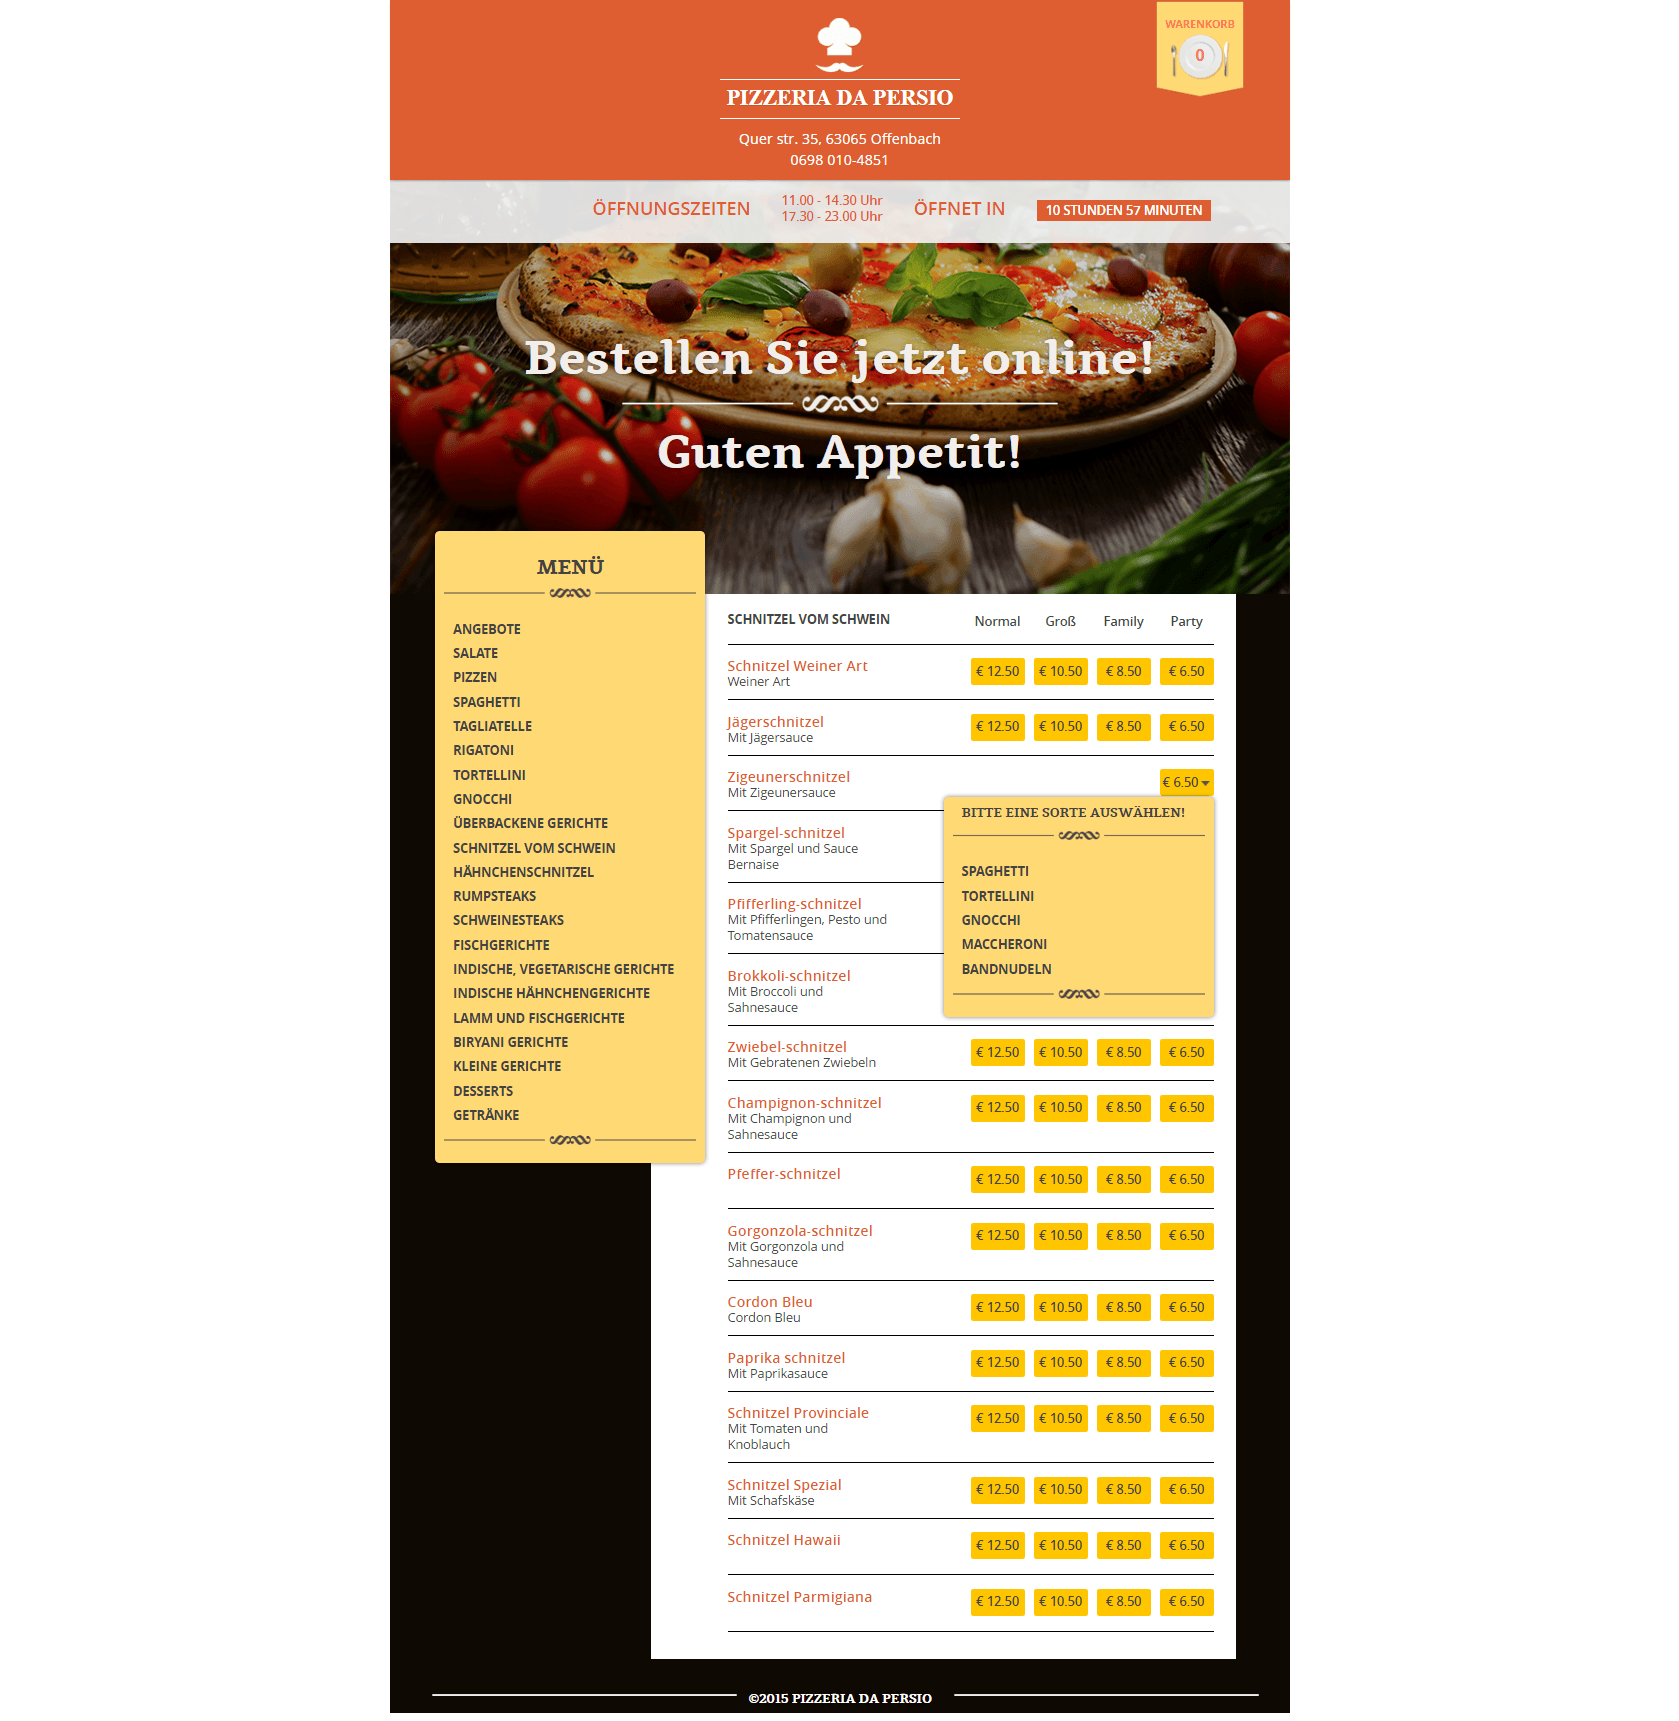 WARENKORB
0
PIZZERIA DA PERSIO
Quer str. 35, 63065 Offenbach
0698 010-4851
ÖFFNUNGSZEITEN
11.00 - 14.30 Uhr
17.30 - 23.00 Uhr
ÖFFNET IN
10 STUNDEN 57 MINUTEN
Bestellen Sie jetzt online!
Guten Appetit!
MENÜ
ANGEBOTE
SALATE
PIZZEN
SPAGHETTI
TAGLIATELLE
RIGATONI
TORTELLINI
GNOCCHI
ÜBERBACKENE GERICHTE
SCHNITZEL VOM SCHWEIN
HÄHNCHENSCHNITZEL
RUMPSTEAKS
SCHWEINESTEAKS
FISCHGERICHTE
INDISCHE, VEGETARISCHE GERICHTE
INDISCHE HÄHNCHENGERICHTE
LAMM UND FISCHGERICHTE
BIRYANI GERICHTE
KLEINE GERICHTE
DESSERTS
GETRÄNKE
SCHNITZEL VOM SCHWEIN Normal Groß Family Party
Schnitzel Weiner Art € 12.50 € 10.50 € 8.50 € 6.50
Weiner Art
Jägerschnitzel € 12.50 € 10.50 € 8.50 € 6.50
Mit Jägersauce
Zigeunerschnitzel € 6.50
Mit Zigeunersauce
BITTE EINE SORTE AUSWÄHLEN!
SPAGHETTI
TORTELLINI
GNOCCHI
MACCHERONI
BANDNUDELN
Spargel-schnitzel
Mit Spargel und Sauce
Bernaise
Pfifferling-schnitzel
Mit Pfifferlingen, Pesto und
Tomatensauce
Brokkoli-schnitzel
Mit Broccoli und
Sahnesauce
Zwiebel-schnitzel € 12.50 € 10.50 € 8.50 € 6.50
Mit Gebratenen Zwiebeln
Champignon-schnitzel € 12.50 € 10.50 € 8.50 € 6.50
Mit Champignon und
Sahnesauce
Pfeffer-schnitzel € 12.50 € 10.50 € 8.50 € 6.50
Gorgonzola-schnitzel € 12.50 € 10.50 € 8.50 € 6.50
Mit Gorgonzola und
Sahnesauce
Cordon Bleu € 12.50 € 10.50 € 8.50 € 6.50
Cordon Bleu
Paprika schnitzel € 12.50 € 10.50 € 8.50 € 6.50
Mit Paprikasauce
Schnitzel Provinciale € 12.50 € 10.50 € 8.50 € 6.50
Mit Tomaten und
Knoblauch
Schnitzel Spezial € 12.50 € 10.50 € 8.50 € 6.50
Mit Schafskäse
Schnitzel Hawaii € 12.50 € 10.50 € 8.50 € 6.50
Schnitzel Parmigiana € 12.50 € 10.50 € 8.50 € 6.50
©2015 PIZZERIA DA PERSIO